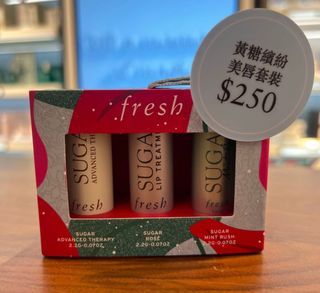 黃糖繽紛
美唇套裝
$250
fresh
SUGA
ADVANCED TH
fresh
SUGA
LIP TREATM
fresh
SUGA
fresh
SUGAR
ADVANCED THERAPY
2.2G-0.07OZ
SUGAR
ROSÉ
2.2G-0.07OZ
SUGAR
MINT RUSH
2.2G-0.07OZ